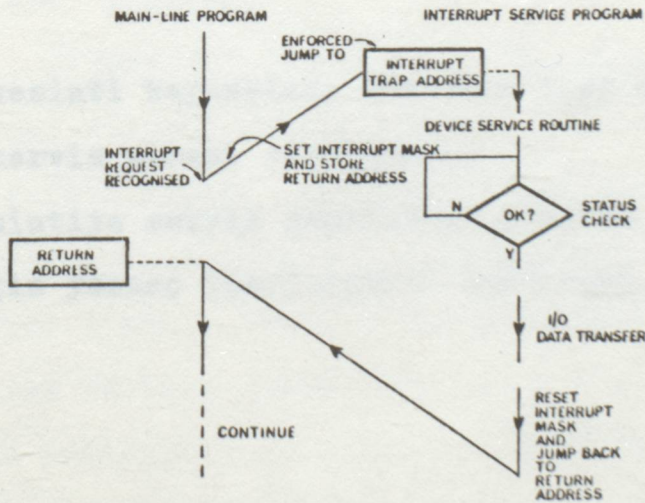 MAIN-LINE PROGRAM
INTERRUPT SERVICE PROGRAM
ENFORCED
JUMP TO
INTERRUPT
TRAP ADDRESS
DEVICE SERVICE ROUTINE
INTERRUPT
REQUEST
RECOGNISED
SET INTERRUPT MASK
AND STORE
RETURN ADDRESS
N
OK?
STATUS
CHECK
Y
RETURN
ADDRESS
I/O
DATA TRANSFER
CONTINUE
RESET
INTERRUPT
MASK
AND
JUMP BACK
TO
RETURN
ADDRESS